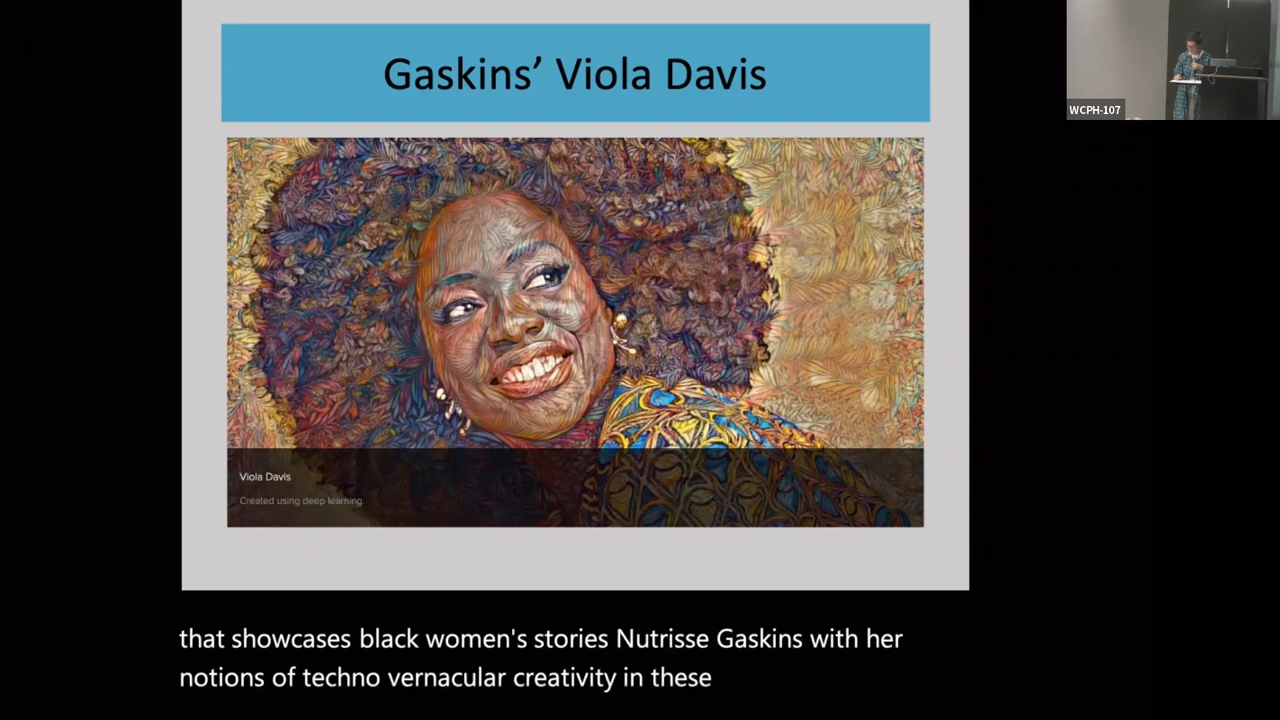 Gaskins’ Viola Davis
WCPH-107
Viola Davis
Created using deep learning.
that showcases black women's stories Nutrisse Gaskins with her
notions of techno vernacular creativity in these